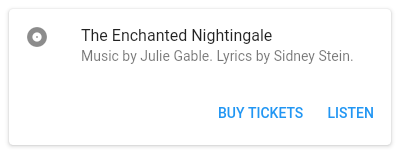 The Enchanted Nightingale
Music by Julie Gable. Lyrics by Sidney Stein.
BUY TICKETS LISTEN